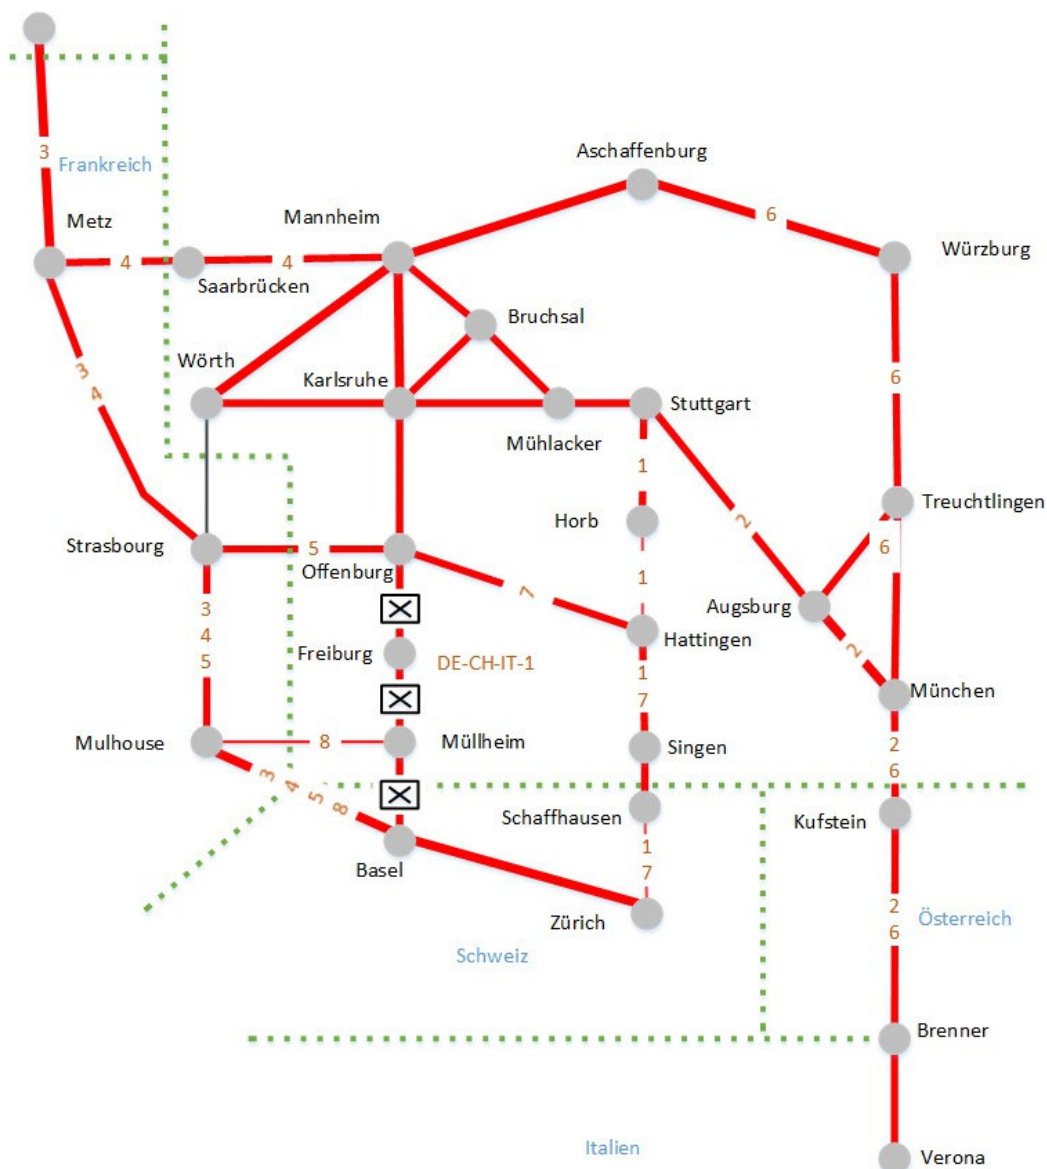 Aschaffenburg
3
Frankreich
6
Metz
Mannheim
Würzburg
4
4
Saarbrücken
Bruchsal
Wörth
Karlsruhe
3
4
6
Stuttgart
Mühlacker
1
Horb
2
Treuchtlingen
Strasbourg
5
6
Offenburg
1
7
Augsburg
3
4
5
Hattingen
Freiburg
DE-CH-IT-1
2
1
7
München
Mulhouse
8
Müllheim
Singen
2
6
3
4
5
8
Schaffhausen
Kufstein
1
7
Basel
Zürich
2
6
Österreich
Schweiz
Brenner
Italien
Verona